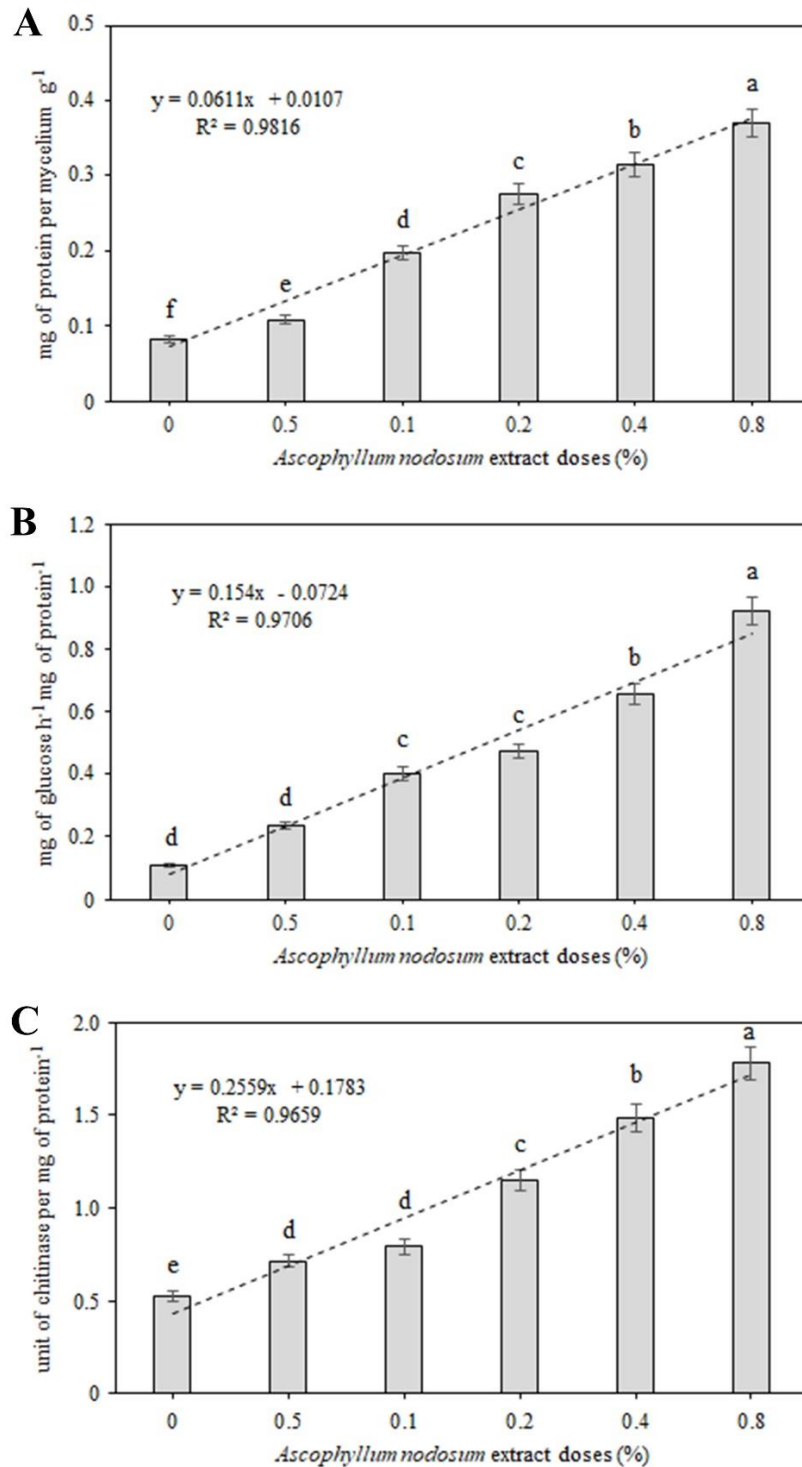 A
mg of protein per mycelium g⁻¹
0.5
0.4
0.3
0.2
0.1
0
y = 0.0611x + 0.0107
R² = 0.9816
f
e
d
c
b
a
0 0.5 0.1 0.2 0.4 0.8
Ascophyllum nodosum extract doses (%)
B
mg of glucose h⁻¹ mg of protein⁻¹
1.2
1.0
0.8
0.6
0.4
0.2
0
y = 0.154x - 0.0724
R² = 0.9706
d
d
c
c
b
a
0 0.5 0.1 0.2 0.4 0.8
Ascophyllum nodosum extract doses (%)
C
unit of chitinase per mg of protein⁻¹
2.0
1.5
1.0
0.5
0
y = 0.2559x + 0.1783
R² = 0.9659
e
d
d
c
b
a
0 0.5 0.1 0.2 0.4 0.8
Ascophyllum nodosum extract doses (%)